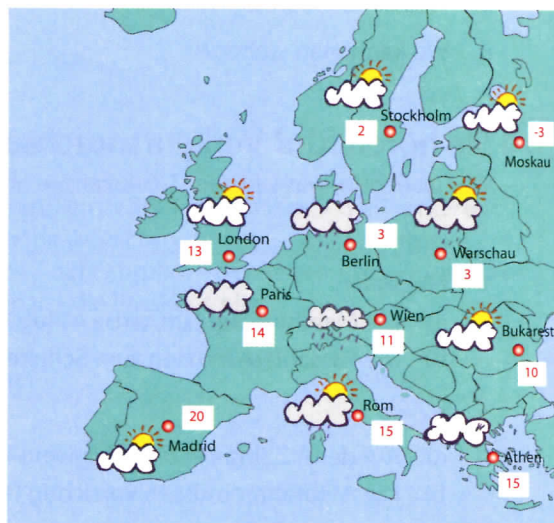 Stockholm
2
-3
Moskau
London
13
3
Berlin
Warschau
3
Paris
14
Wien
11
Bukarest
10
20
Madrid
Rom
15
Athen
15